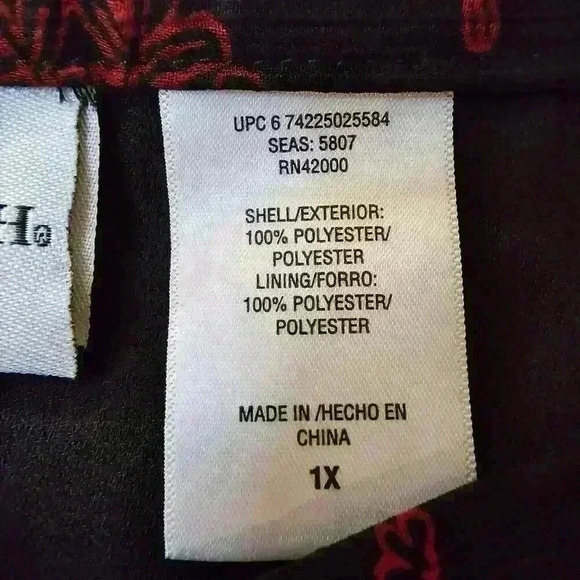 UPC 6 74225025584
SEAS: 5807
RN42000
SHELL/EXTERIOR:
100% POLYESTER/
POLYESTER
LINING/FORRO:
100% POLYESTER/
POLYESTER
MADE IN /HECHO EN
CHINA
1X
H®